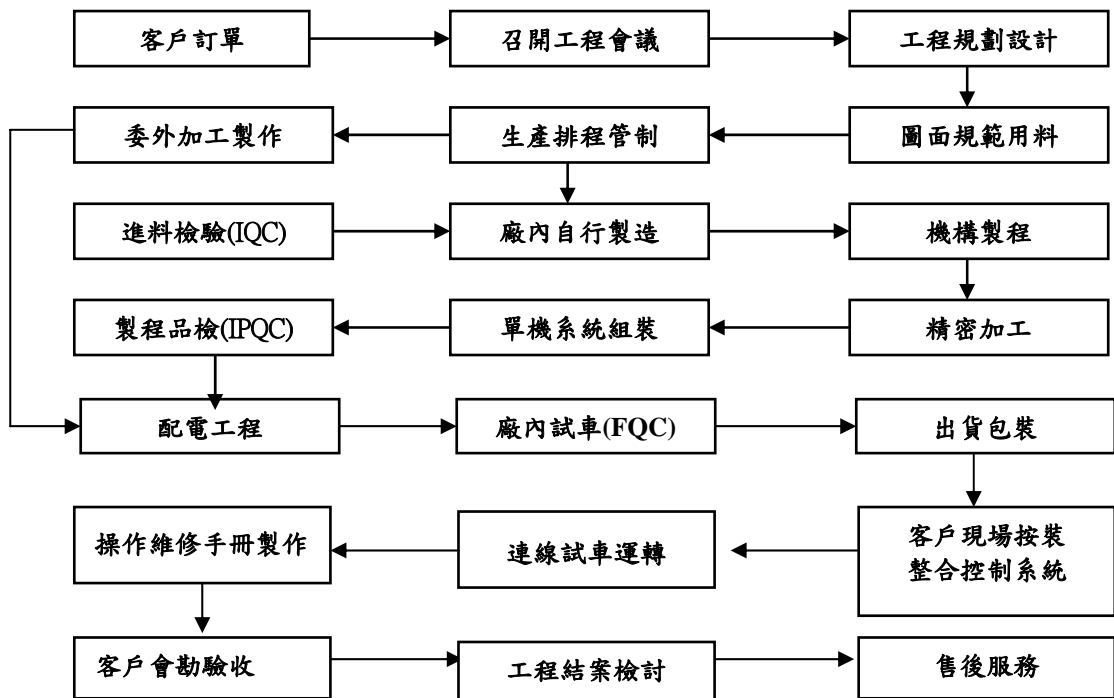 客戶訂單
召開工程會議
工程規劃設計
委外加工製作
生產排程管制
圖面規範用料
進料檢驗(IQC)
廠內自行製造
機構製程
製程品檢(IPQC)
單機系統組裝
精密加工
配電工程
廠內試車(FQC)
出貨包裝
操作維修手冊製作
連線試車運轉
客戶現場按裝
整合控制系統
客戶會勘驗收
工程結案檢討
售後服務